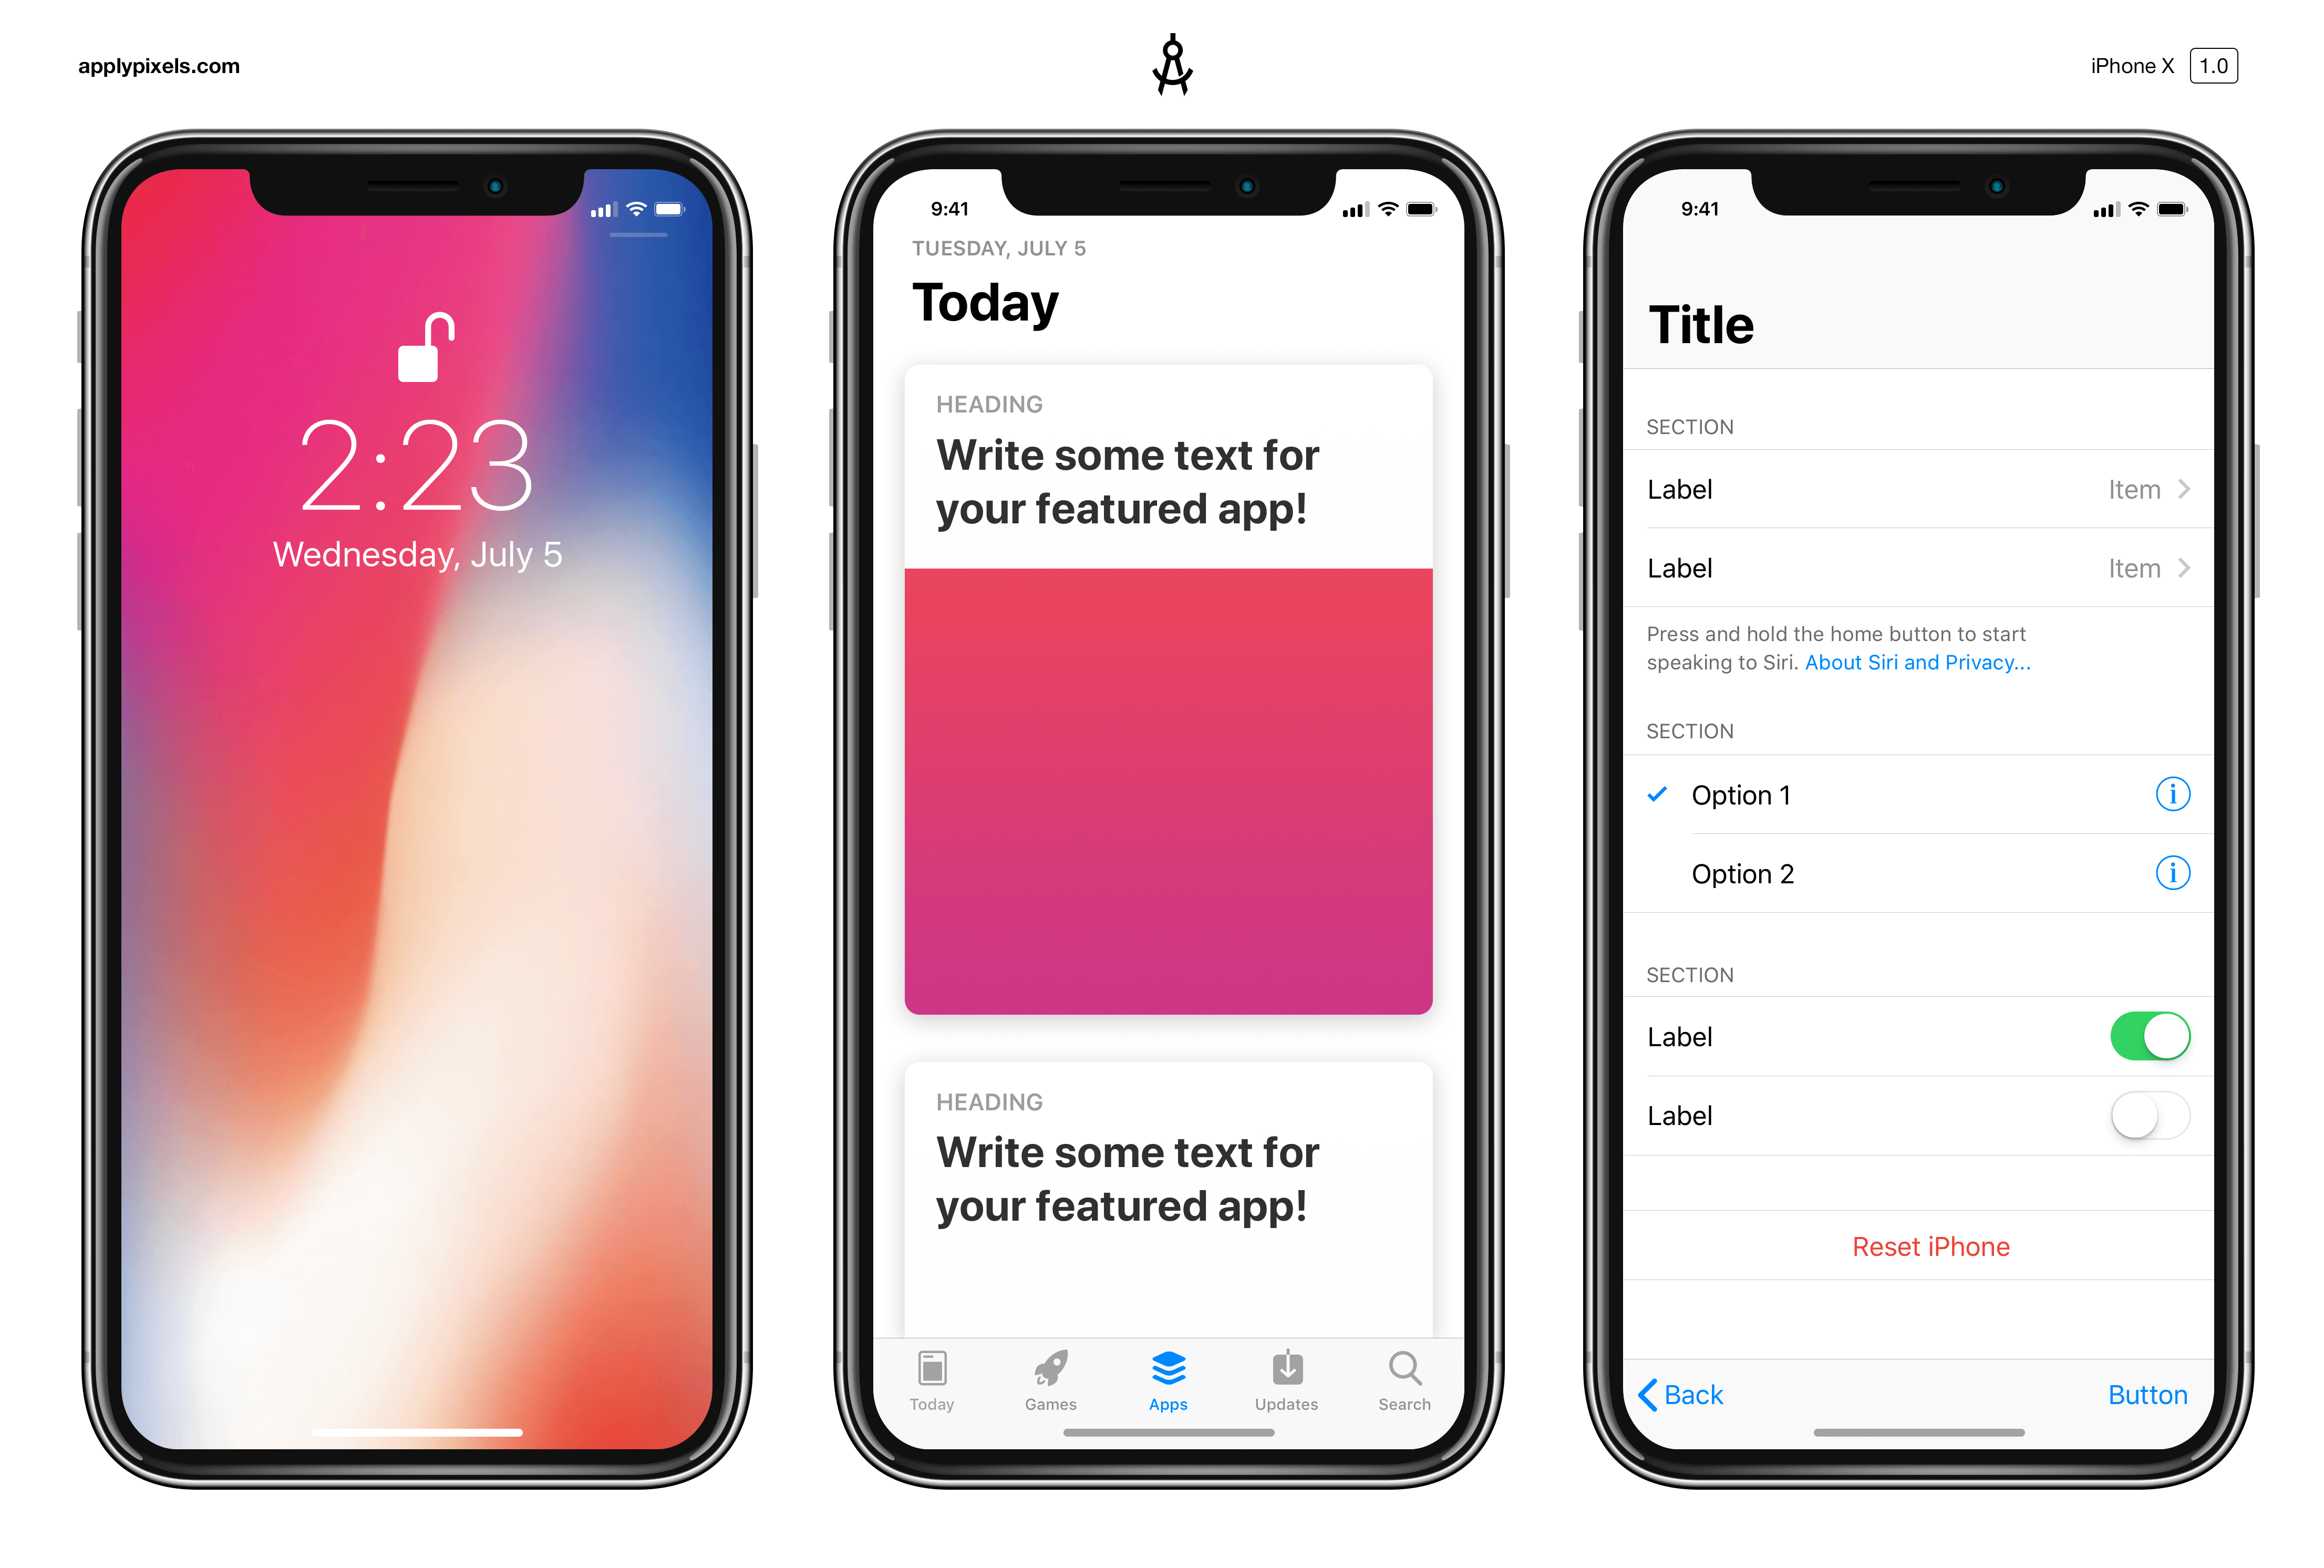 applypixels.com
iPhone X 1.0
2:23
Wednesday, July 5
9:41
TUESDAY, JULY 5
Today
HEADING
Write some text for
your featured app!
HEADING
Write some text for
your featured app!
Today Games Apps Updates Search
9:41
Title
SECTION
Label Item
Label Item
Press and hold the home button to start
speaking to Siri. About Siri and Privacy...
SECTION
Option 1
Option 2
SECTION
Label
Label
Reset iPhone
Back Button